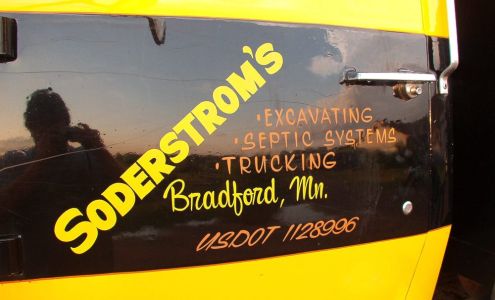 SODERSTROM'S
• EXCAVATING
• SEPTIC SYSTEMS
• TRUCKING
Bradford, Mn.
USDOT 1128996